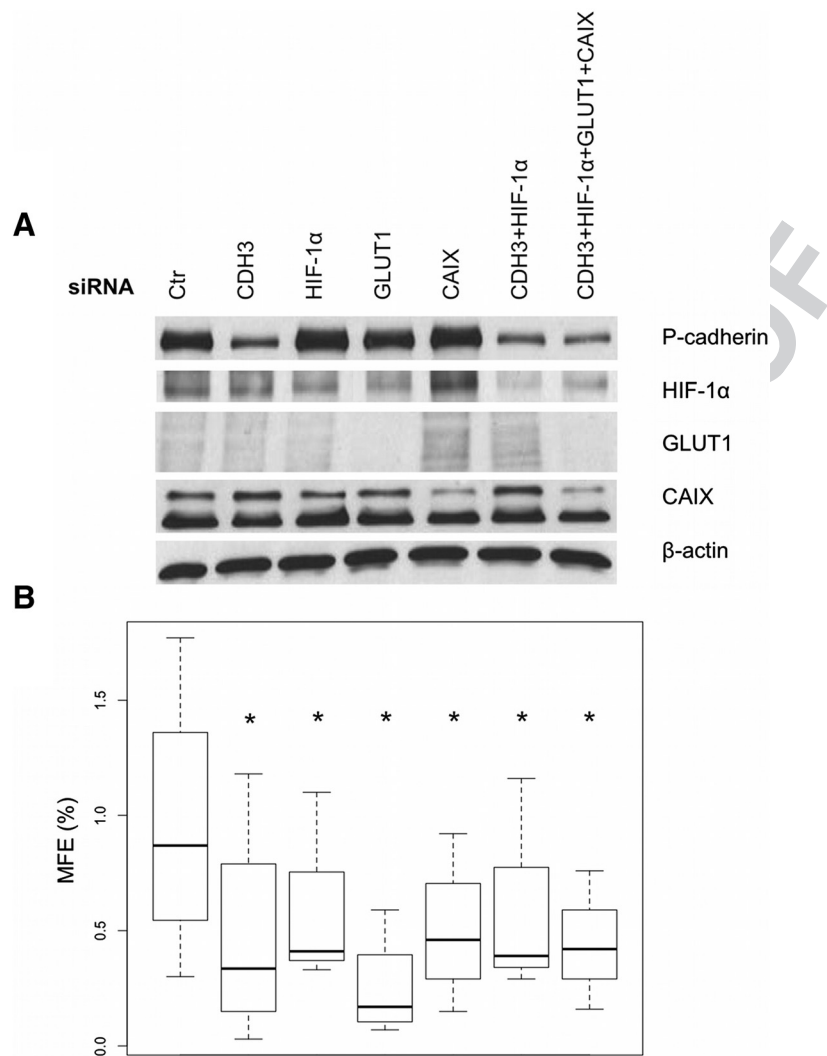 A
siRNA
Ctr
CDH3
HIF-1α
GLUT1
CAIX
CDH3+HIF-1α
CDH3+HIF-1α+GLUT1+CAIX
P-cadherin
HIF-1α
GLUT1
CAIX
β-actin
B
MFE (%)
1.5
* * * * * *
1.0
0.5
0.0